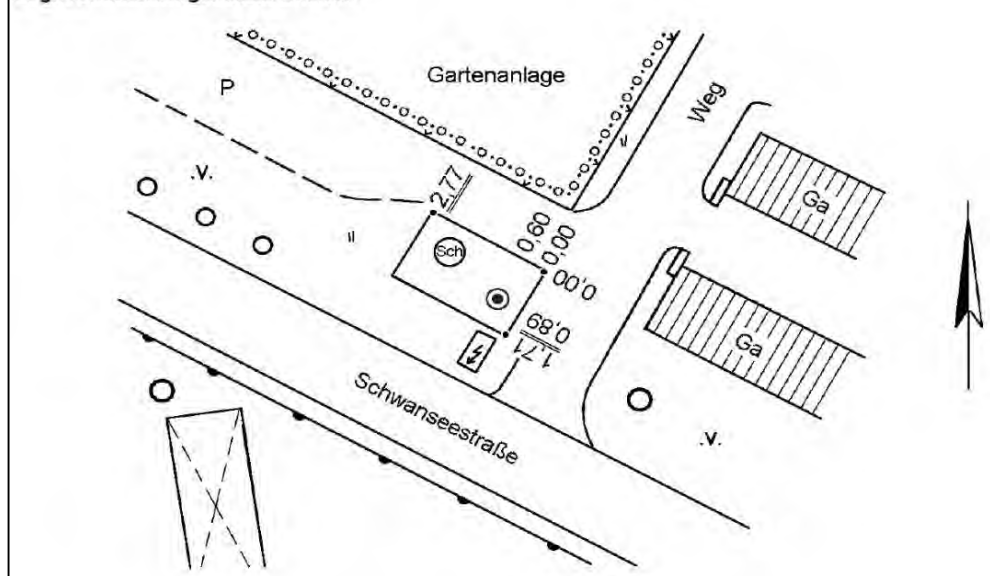 Gartenanlage
P
Weg
.V.
2,77
0,60
0,00
0,00
Ga
Sch
0,89
1,71
Ga
Schwanseestraße
.V.